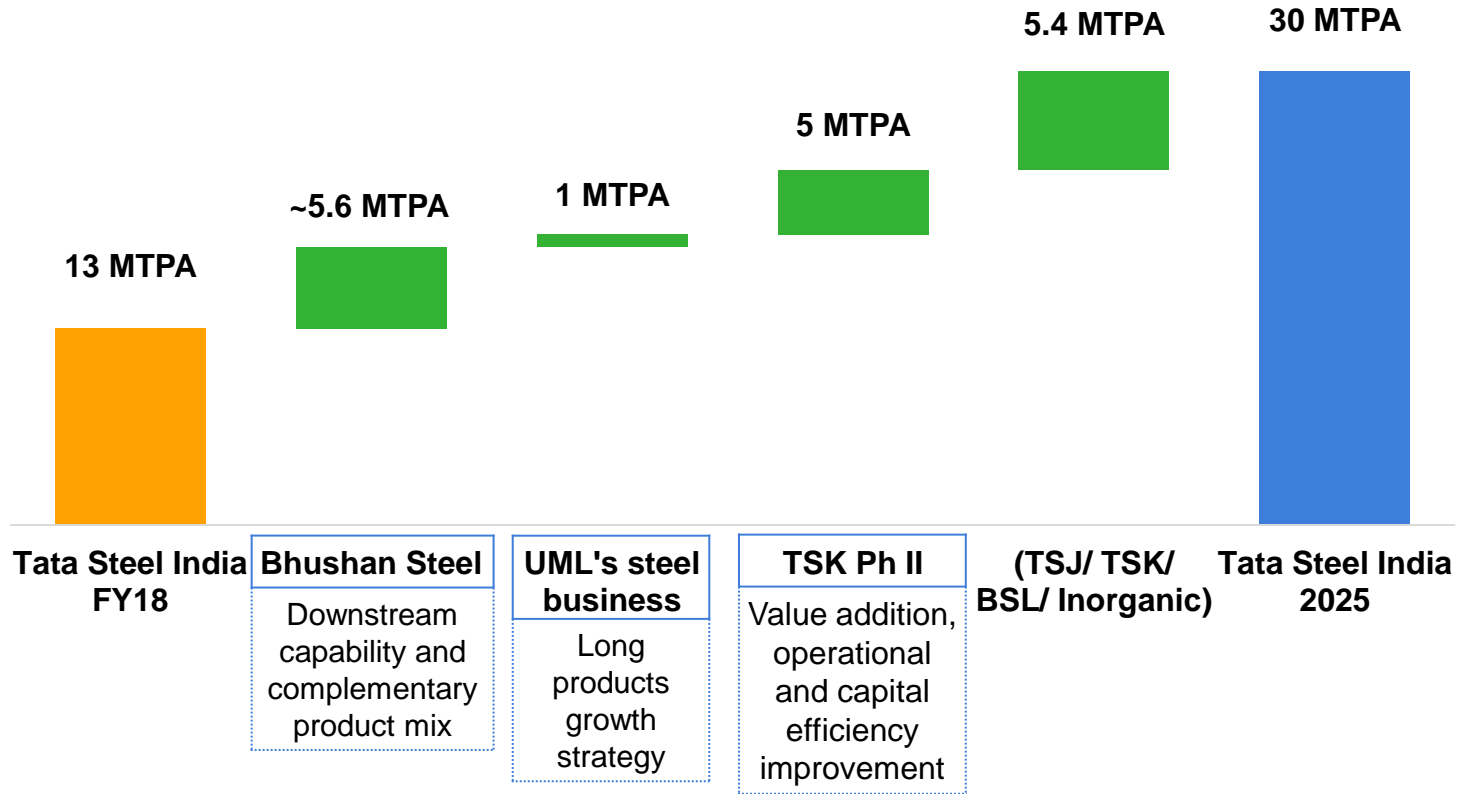 5.4 MTPA
30 MTPA
5 MTPA
1 MTPA
~5.6 MTPA
13 MTPA
Tata Steel India
FY18
Bhushan Steel
Downstream
capability and
complementary
product mix
UML's steel
business
Long
products
growth
strategy
TSK Ph II
Value addition,
operational
and capital
efficiency
improvement
(TSJ/ TSK/
BSL/ Inorganic)
Tata Steel India
2025